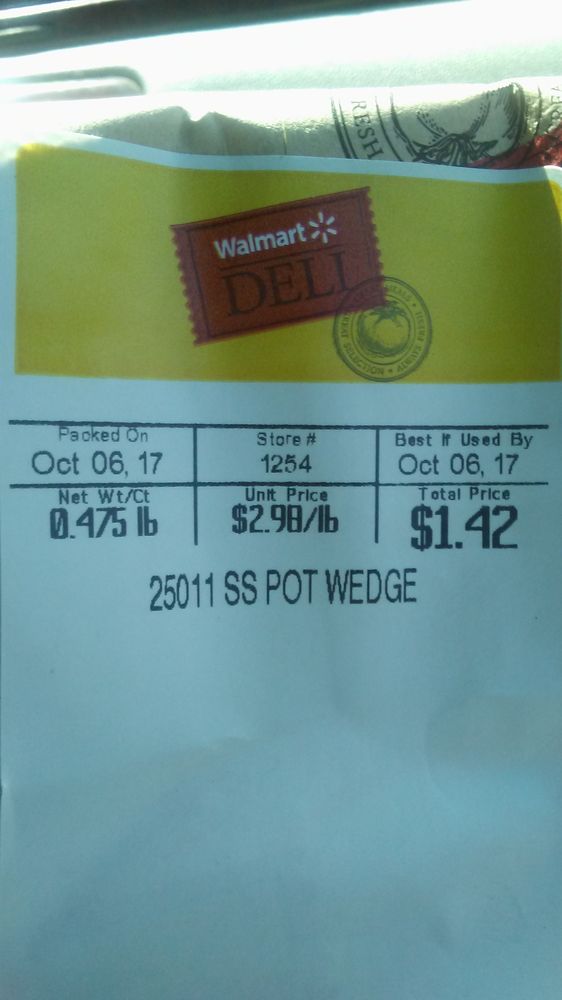 RESH
Walmart
DELI
Packed On
Oct 06, 17
Store #
1254
Best If Used By
Oct 06, 17
Net Wt/Ct
0.475 lb
Unit Price
$2.98/lb
Total Price
$1.42
25011 SS POT WEDGE